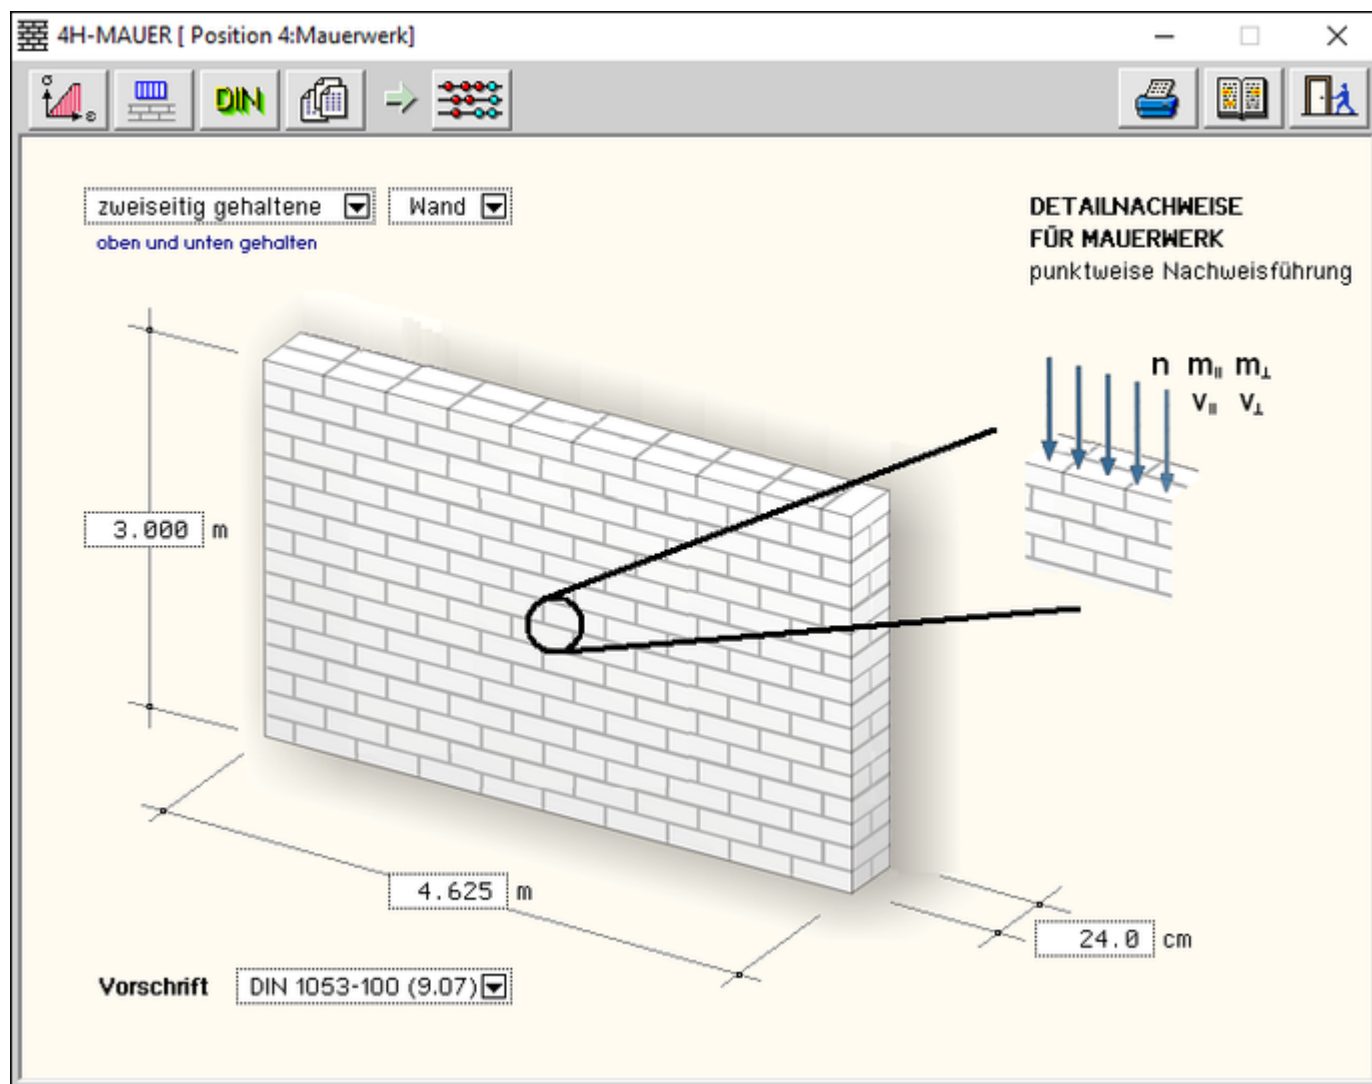 4H-MAUER [ Position 4:Mauerwerk]
σ
ε
DIN
zweiseitig gehaltene
Wand
oben und unten gehalten
DETAILNACHWEISE
FÜR MAUERWERK
punktweise Nachweisführung
n m∥ m⊥
v∥ v⊥
3.000 m
4.625 m
24.0 cm
Vorschrift
DIN 1053-100 (9.07)